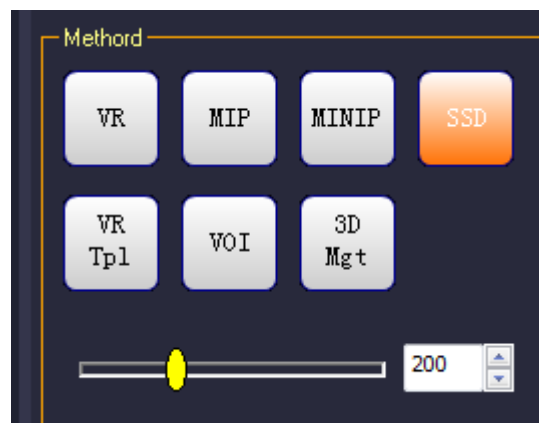 Methord
VR MIP MINIP SSD
VR
Tpl
VOI
3D
Mgt
200